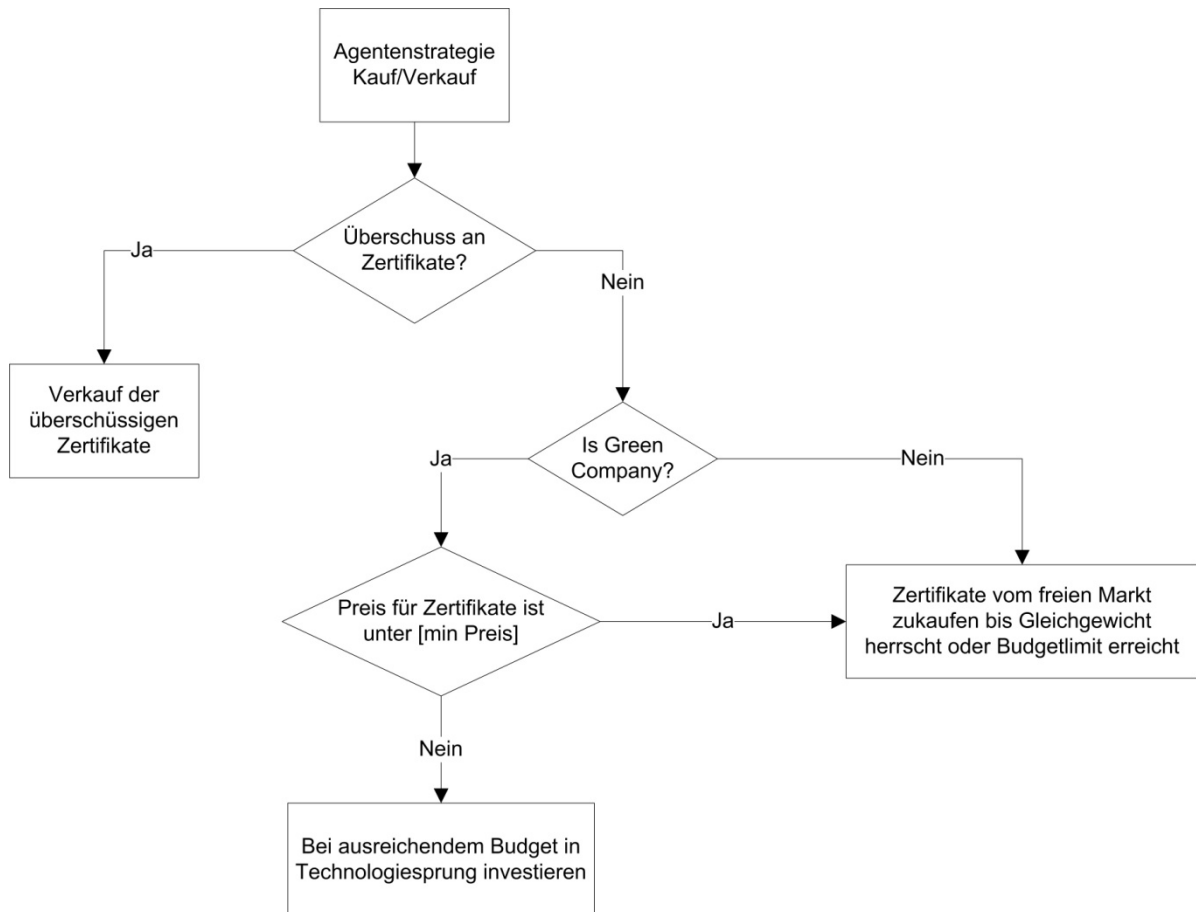 Agentenstrategie
Kauf/Verkauf
Überschuss an
Zertifikate?
Ja
Nein
Verkauf der
überschüssigen
Zertifikate
Is Green
Company?
Ja
Nein
Preis für Zertifikate ist
unter [min Preis]
Ja
Zertifikate vom freien Markt
zukaufen bis Gleichgewicht
herrscht oder Budgetlimit erreicht
Nein
Bei ausreichendem Budget in
Technologiesprung investieren